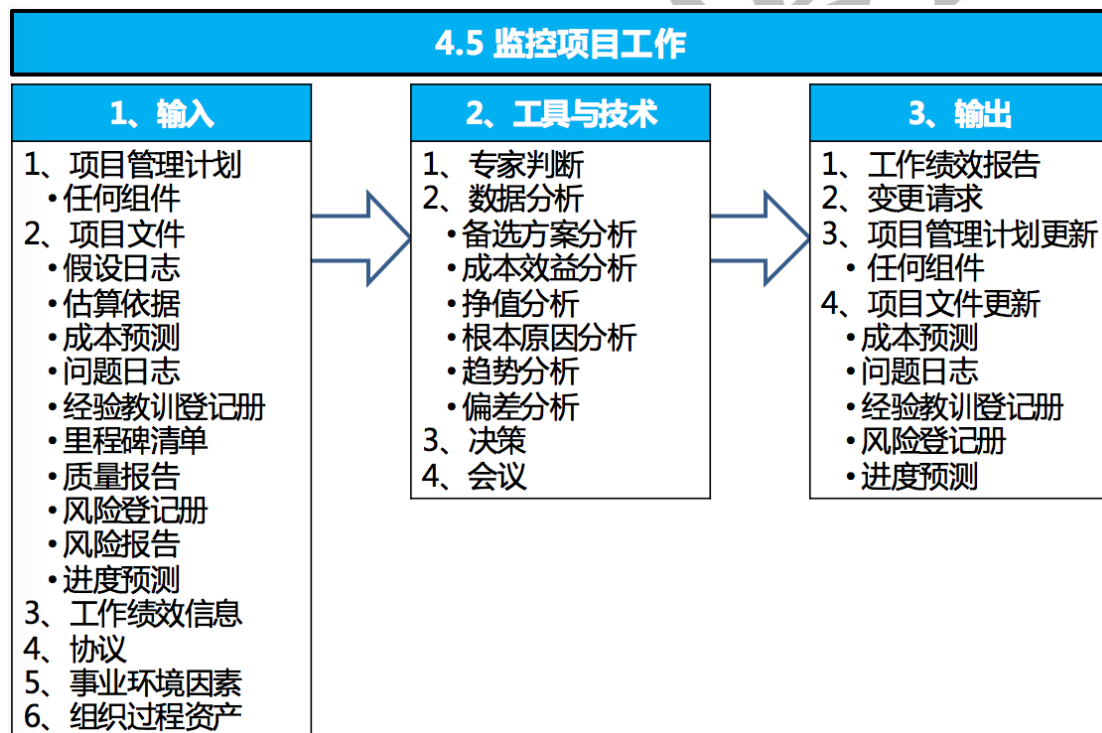 4.5 监控项目工作
1、输入
1、项目管理计划
•任何组件
2、项目文件
•假设日志
•估算依据
•成本预测
•问题日志
•经验教训登记册
•里程碑清单
•质量报告
•风险登记册
•风险报告
•进度预测
3、工作绩效信息
4、协议
5、事业环境因素
6、组织过程资产
2、工具与技术
1、专家判断
2、数据分析
•备选方案分析
•成本效益分析
•挣值分析
•根本原因分析
•趋势分析
•偏差分析
3、决策
4、会议
3、输出
1、工作绩效报告
2、变更请求
3、项目管理计划更新
• 任何组件
4、项目文件更新
•成本预测
•问题日志
•经验教训登记册
•风险登记册
•进度预测